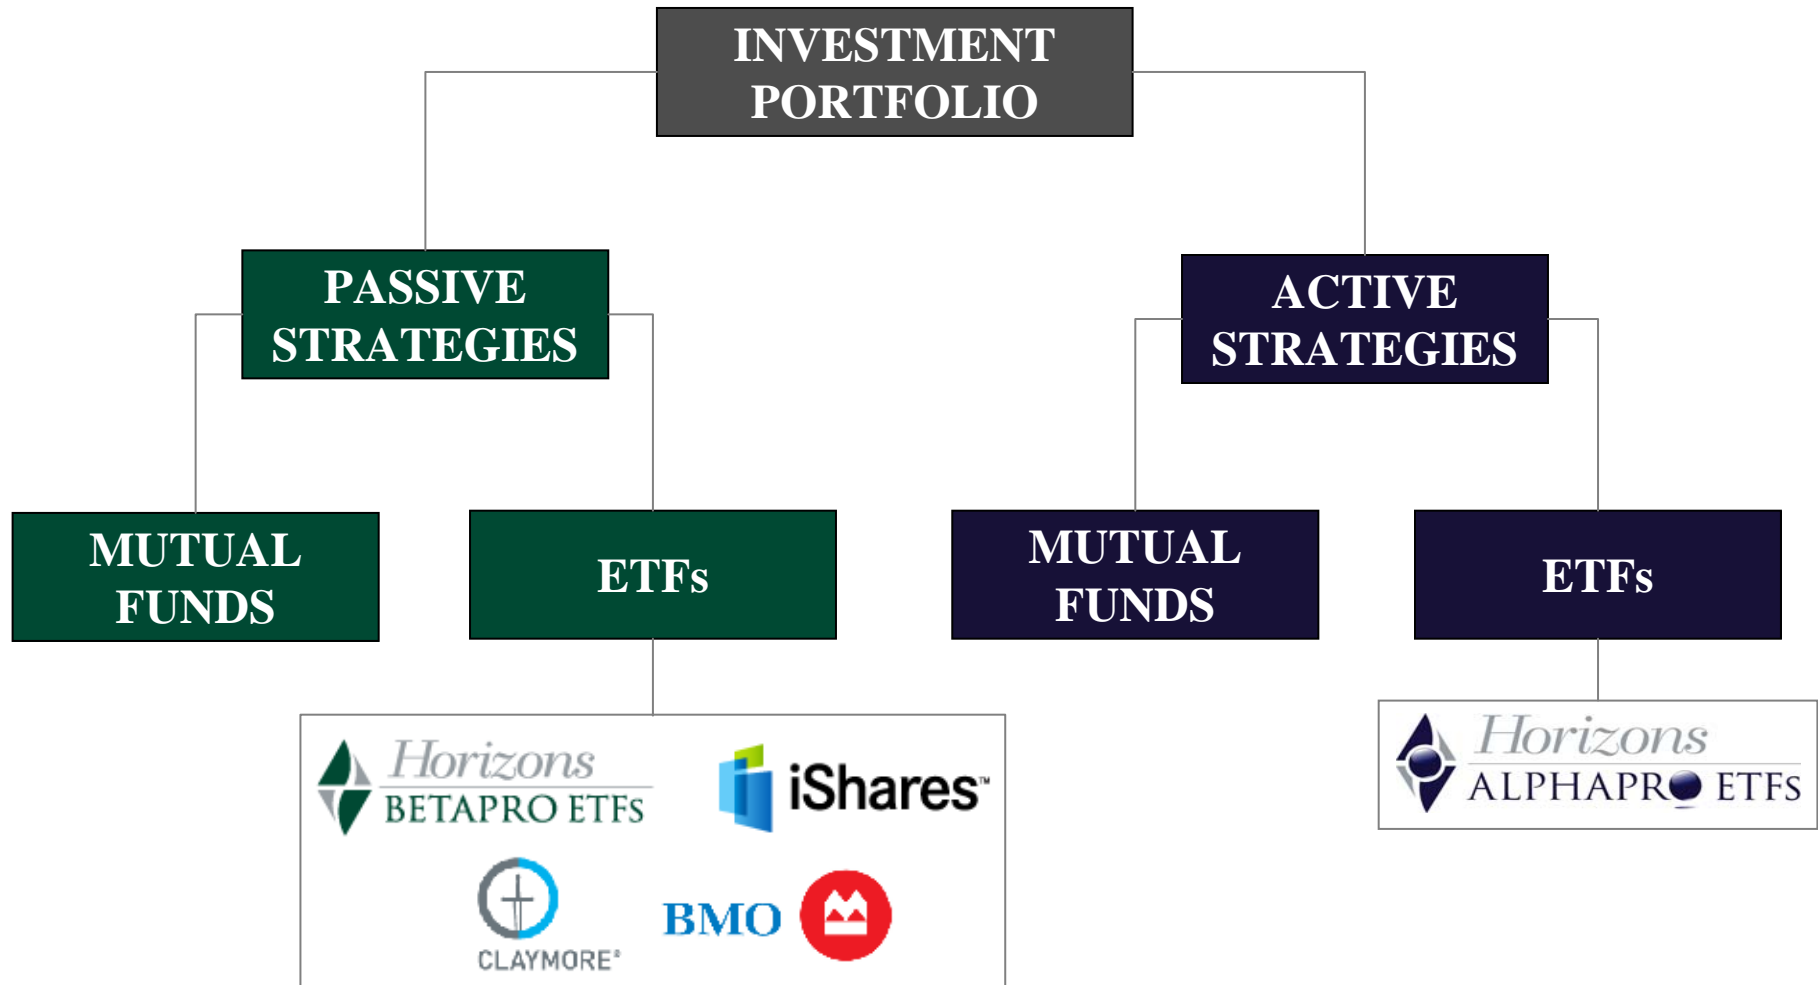 INVESTMENT
PORTFOLIO
PASSIVE
STRATEGIES
ACTIVE
STRATEGIES
MUTUAL
FUNDS
ETFs
MUTUAL
FUNDS
ETFs
Horizons
BETAPRO ETFs
iShares™
Horizons
ALPHAPRO ETFs
CLAYMORE®
BMO